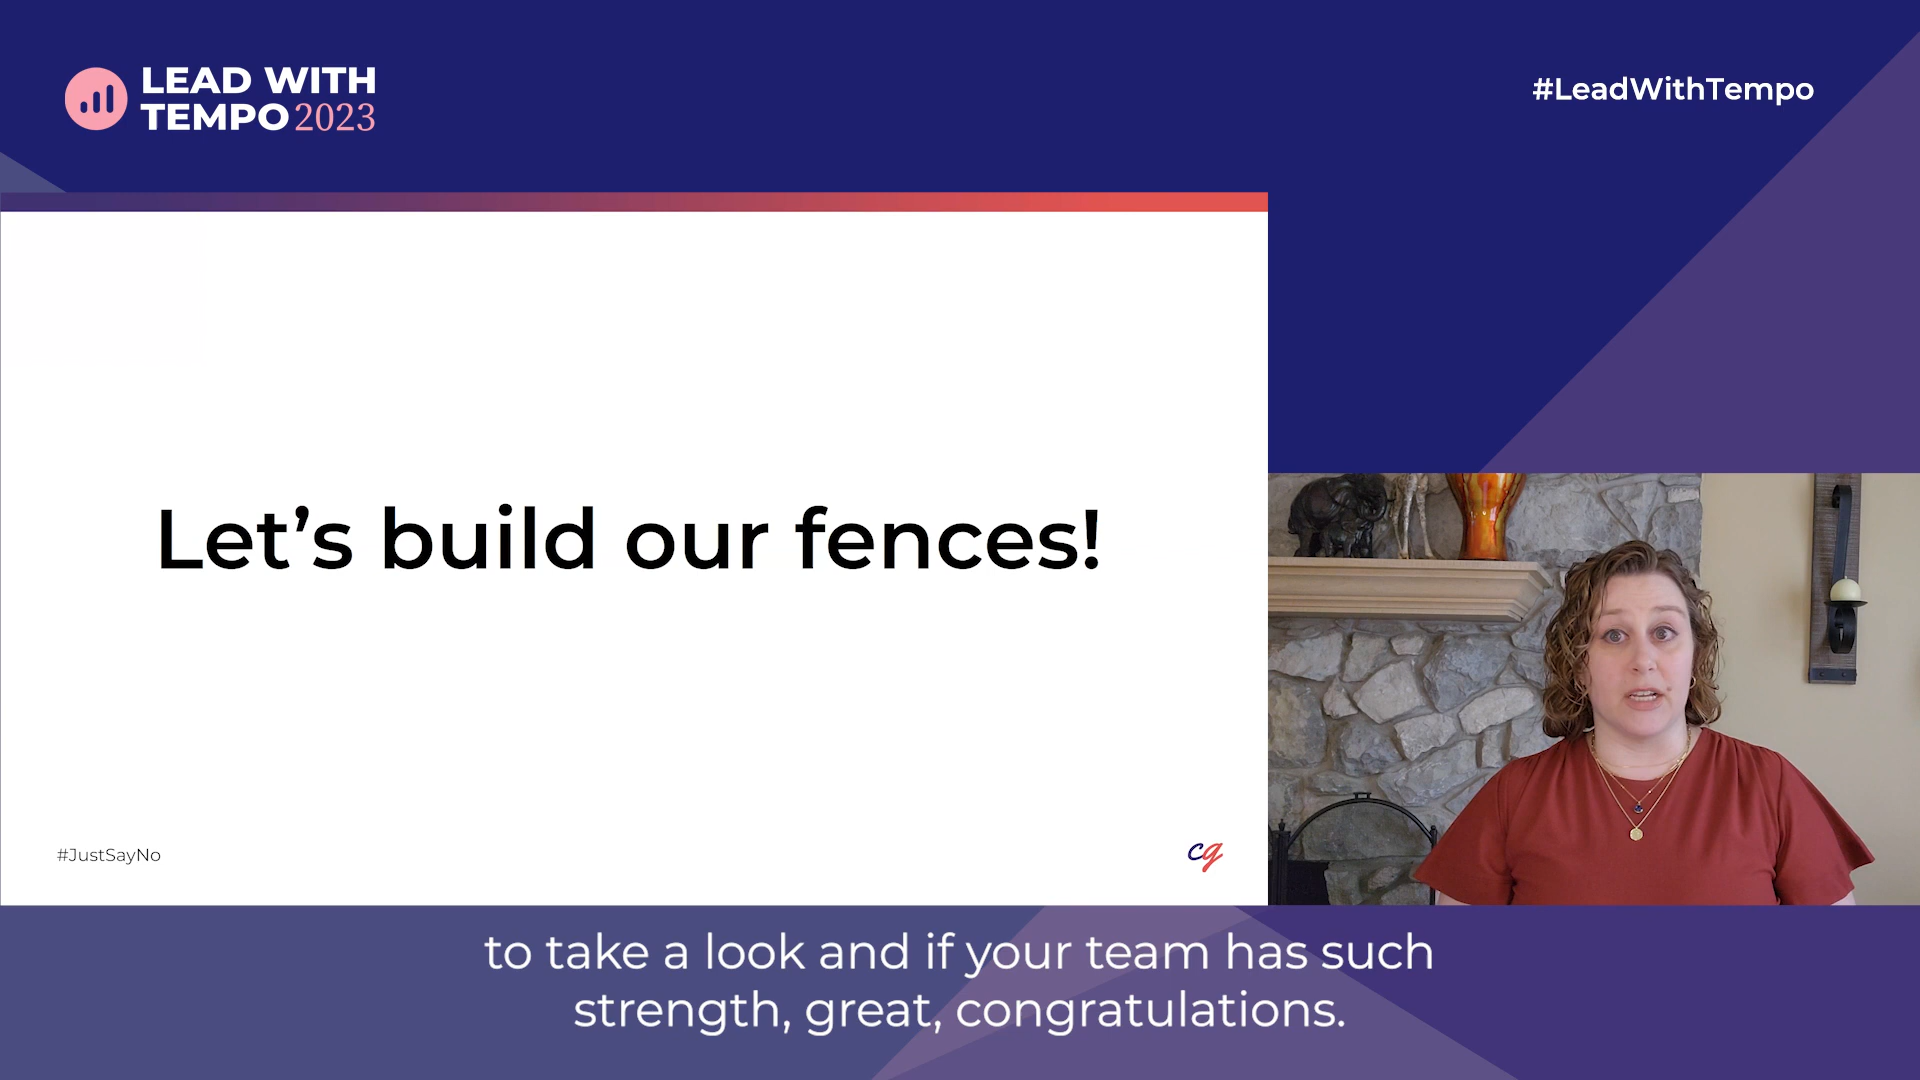 LEAD WITH
TEMPO 2023
#LeadWithTempo
Let’s build our fences!
#JustSayNo
cg
to take a look and if your team has such
strength, great, congratulations.